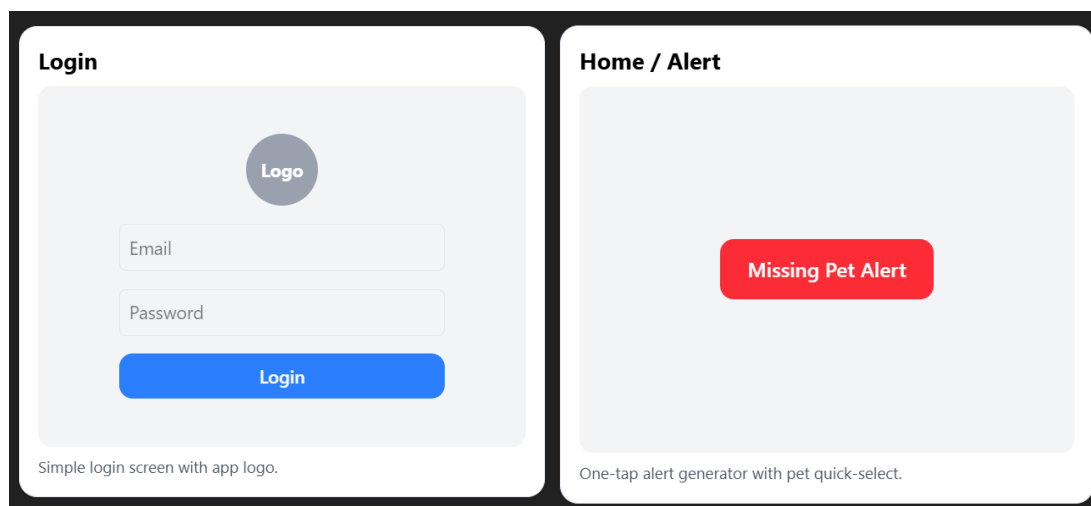 Login
Logo
Email
Password
Login
Simple login screen with app logo.
Home / Alert
Missing Pet Alert
One-tap alert generator with pet quick-select.